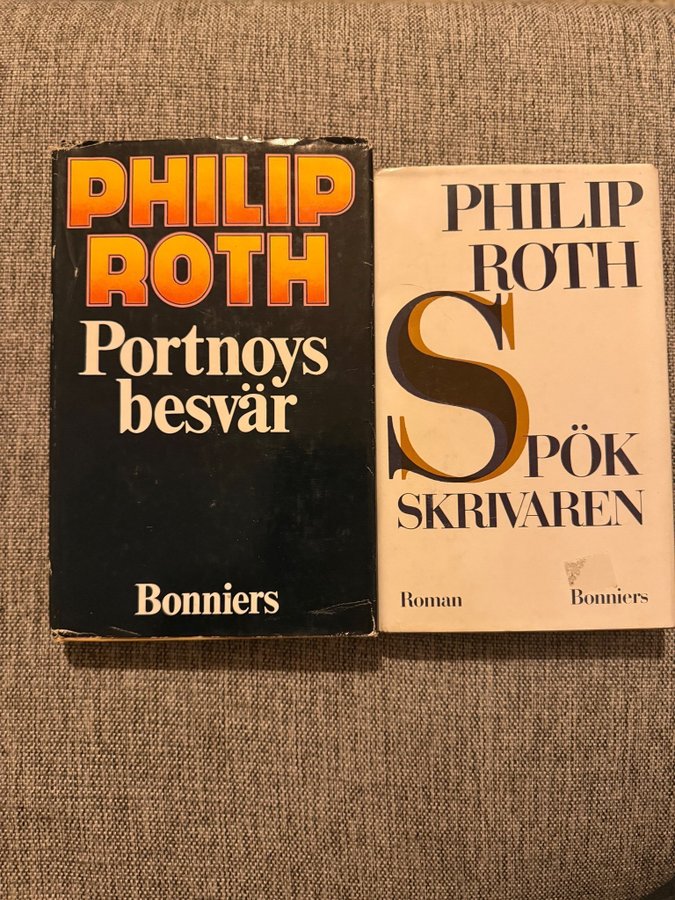 PHILIP
ROTH
Portnoys
besvär
Bonniers
PHILIP
ROTH
SPÖK
SKRIVAREN
Roman
Bonniers